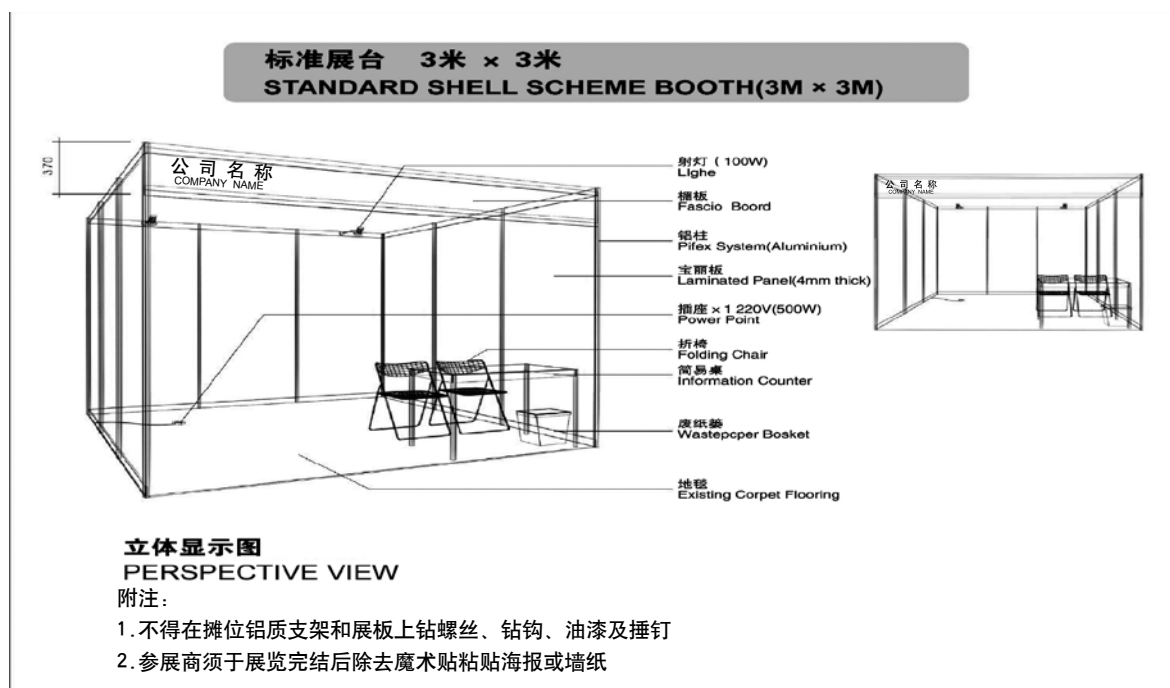 标准展台 3米 × 3米
STANDARD SHELL SCHEME BOOTH(3M × 3M)
370
公司名称
COMPANY NAME
射灯 ( 100W)
Lighe
楣板
Fascio Boord
铝柱
Pifex System(Aluminium)
宝丽板
Laminated Panel(4mm thick)
插座 × 1 220V(500W)
Power Point
折椅
Folding Chair
简易桌
Information Counter
废纸篓
Wastepcper Bosket
地毯
Existing Corpet Flooring
公司名称
COMPANY NAME
立体显示图
PERSPECTIVE VIEW
附注：
1.不得在摊位铝质支架和展板上钻螺丝、钻钩、油漆及捶钉
2.参展商须于展览完结后除去魔术贴粘贴海报或墙纸